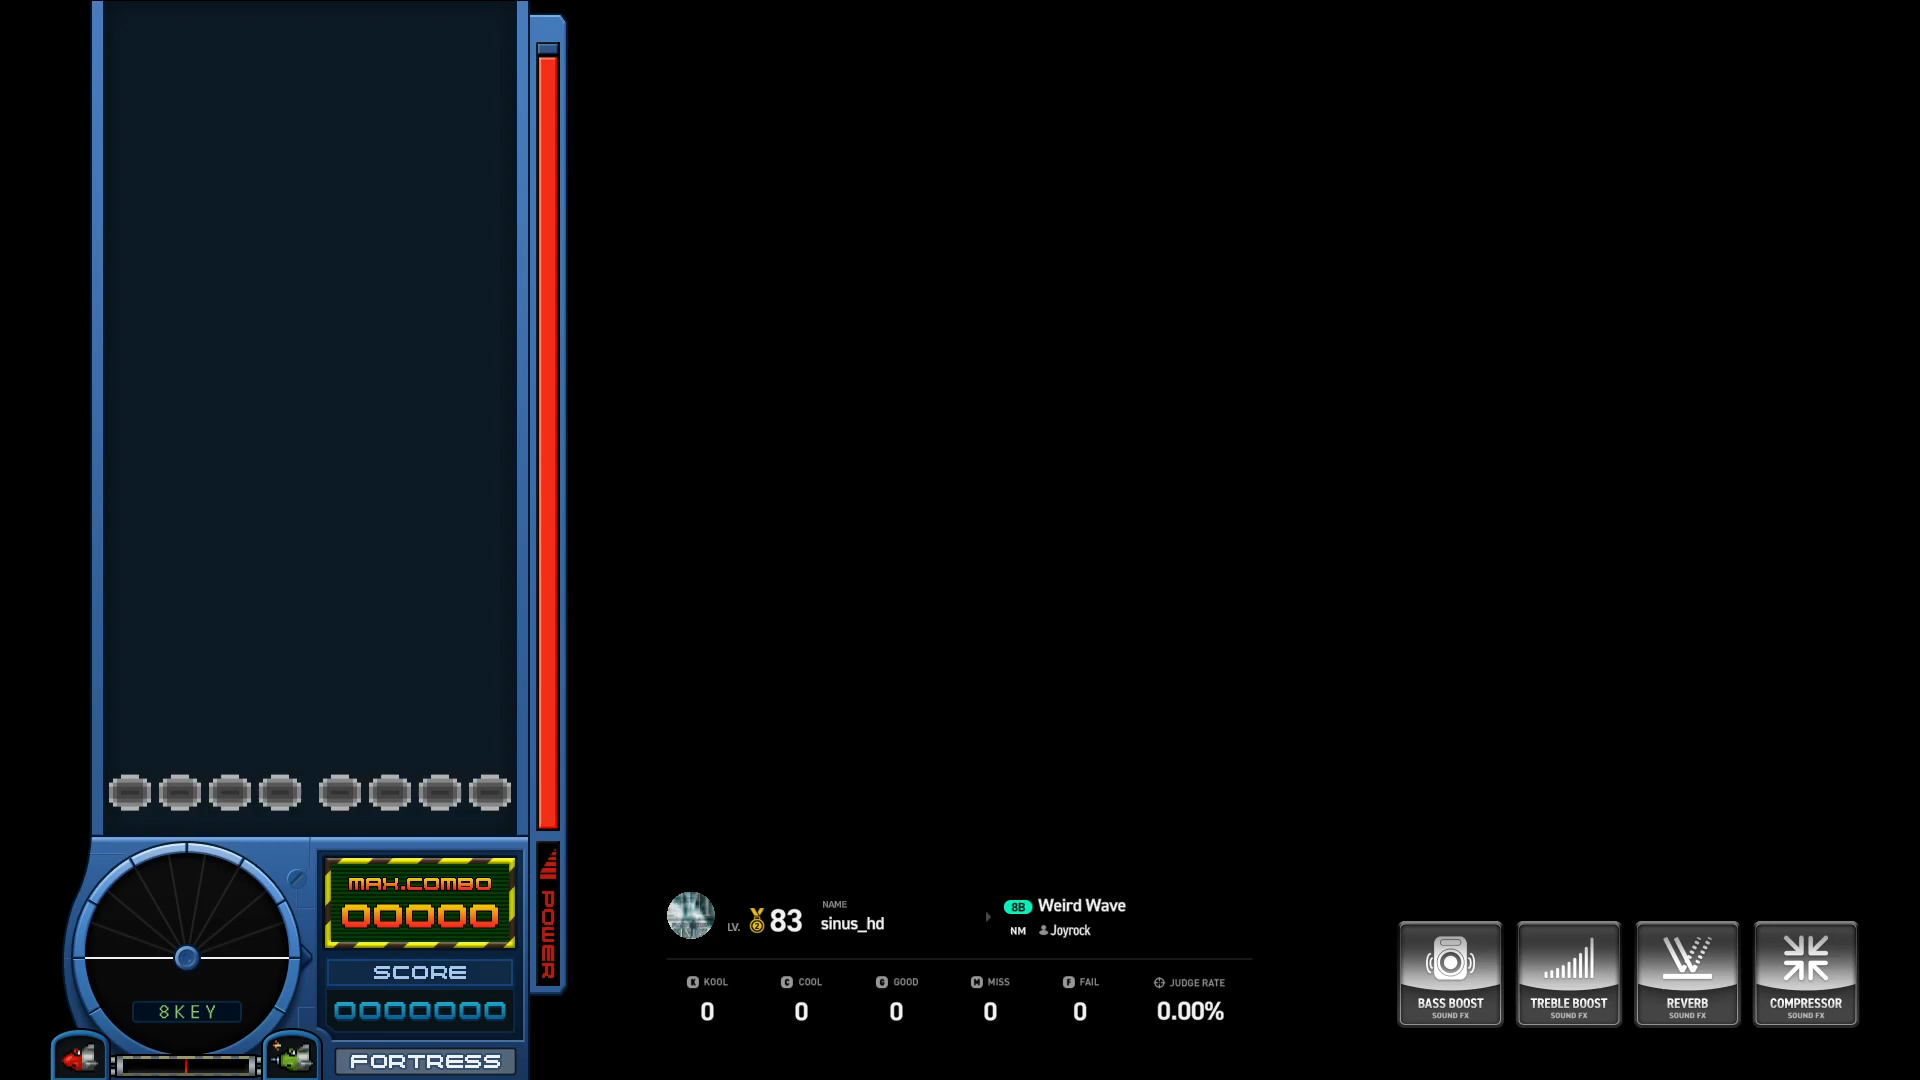 MAX.COMBO
00000
SCORE
0000000
8KEY
FORTRESS
POWER
LV. 2 83
NAME
sinus_hd
8B Weird Wave
NM Joyrock
K KOOL
0
C COOL
0
G GOOD
0
M MISS
0
F FAIL
0
JUDGE RATE
0.00%
BASS BOOST
SOUND FX
TREBLE BOOST
SOUND FX
REVERB
SOUND FX
COMPRESSOR
SOUND FX